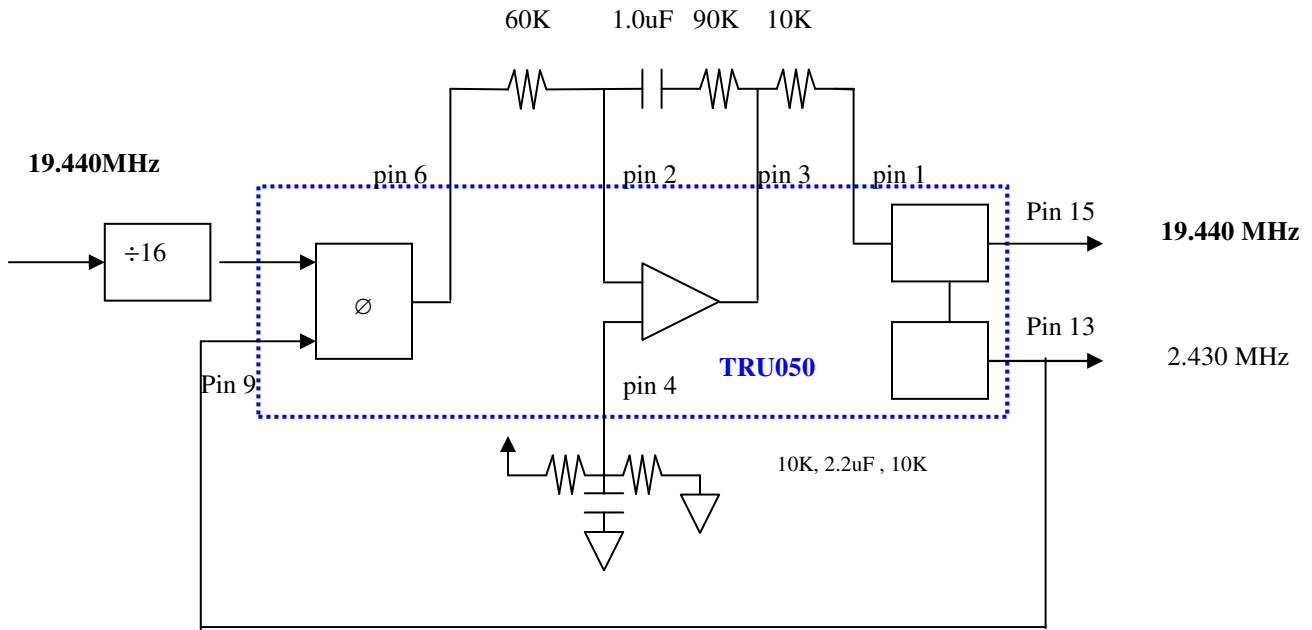 60K 1.0uF 90K 10K
19.440MHz
pin 6 pin 2 pin 3 pin 1
Pin 15 19.440 MHz
÷16
∅
Pin 13
TRU050 2.430 MHz
Pin 9 pin 4
10K, 2.2uF , 10K